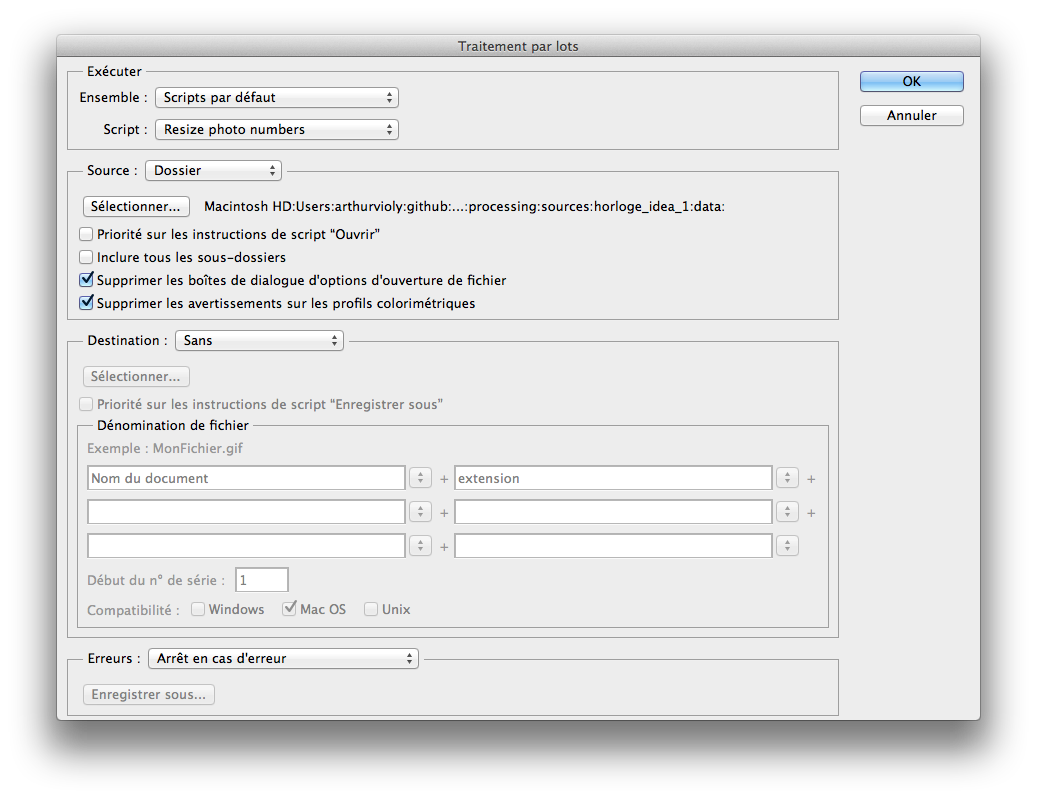 Traitement par lots
Exécuter
OK
Ensemble : Scripts par défaut
Annuler
Script : Resize photo numbers
Source : Dossier
Sélectionner... Macintosh HD:Users:arthurvioly:github:...:processing:sources:horloge_idea_1:data:
Priorité sur les instructions de script “Ouvrir”
Inclure tous les sous-dossiers
Supprimer les boîtes de dialogue d'options d'ouverture de fichier
Supprimer les avertissements sur les profils colorimétriques
Destination : Sans
Sélectionner...
Priorité sur les instructions de script “Enregistrer sous”
Dénomination de fichier
Exemple : MonFichier.gif
Nom du document + extension +
+ +
+
Début du n° de série : 1
Compatibilité : Windows Mac OS Unix
Erreurs : Arrêt en cas d'erreur
Enregistrer sous...